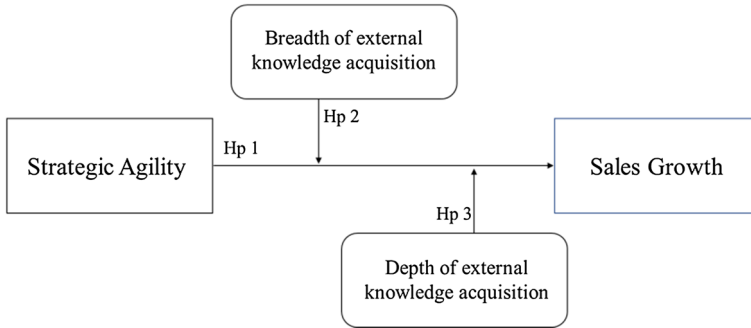 Breadth of external
knowledge acquisition
Hp 2
Hp 1
Strategic Agility
Sales Growth
Hp 3
Depth of external
knowledge acquisition